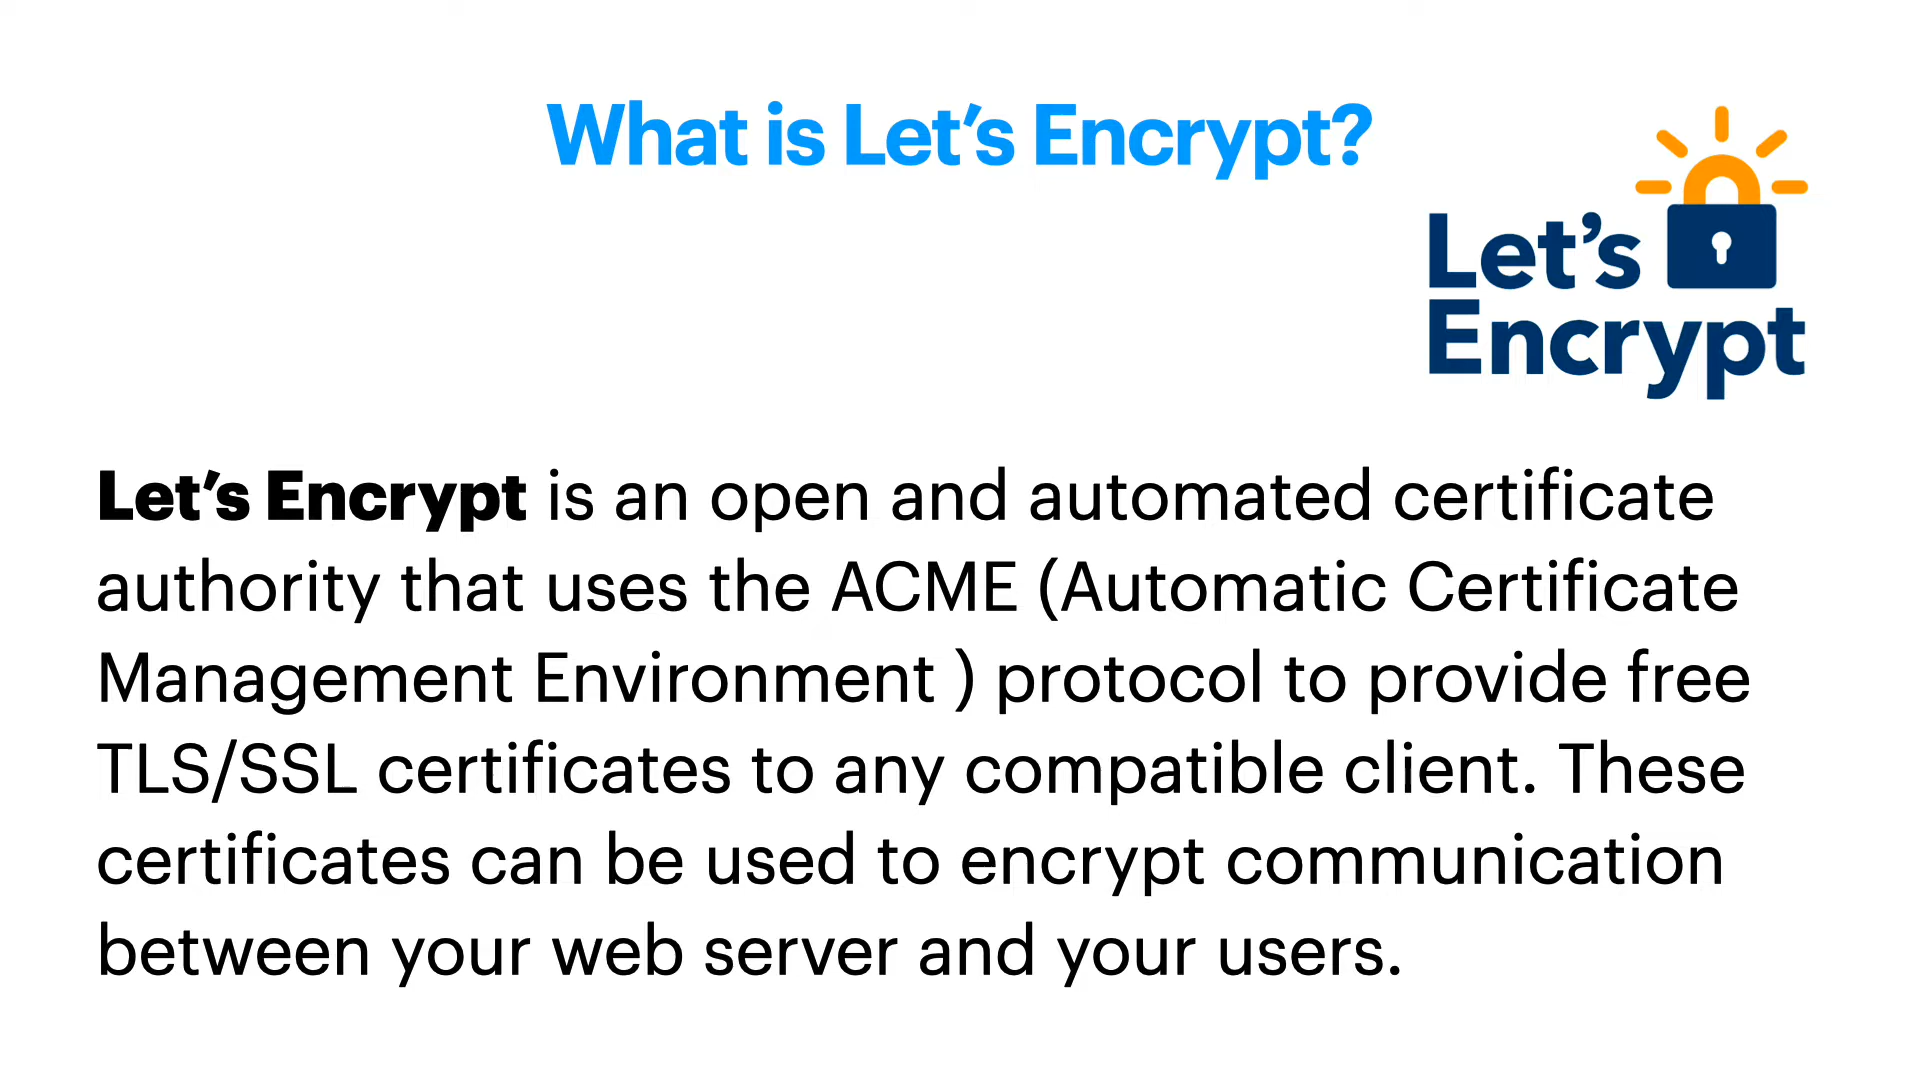 What is Let’s Encrypt?
Let’s
Encrypt
Let’s Encrypt is an open and automated certificate
authority that uses the ACME (Automatic Certificate
Management Environment ) protocol to provide free
TLS/SSL certificates to any compatible client. These
certificates can be used to encrypt communication
between your web server and your users.